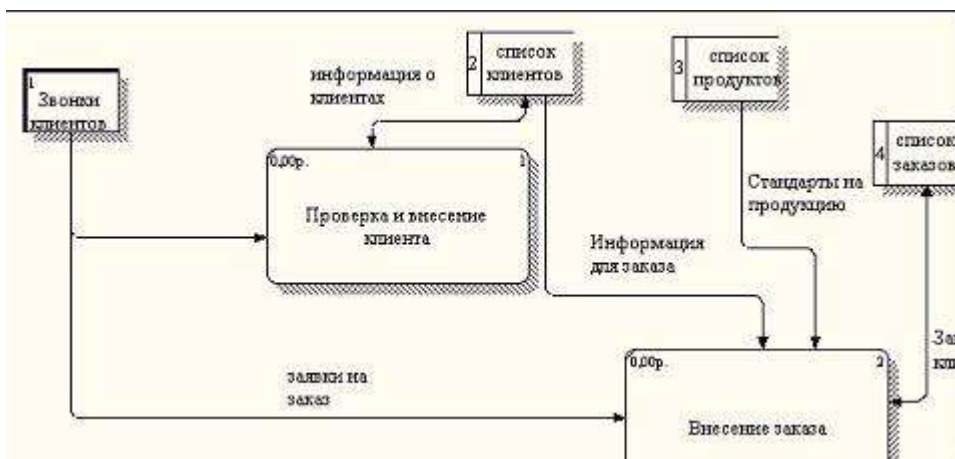 1
Звонки
клиентов
информация о
клиентах
2
список
клиентов
3
список
продуктов
4
список
заказов
0,00р.
1
Проверка и внесение
клиента
Стандарты на
продукцию
Информация
для заказа
заявки на
заказ
0,00р.
2
Внесение заказа